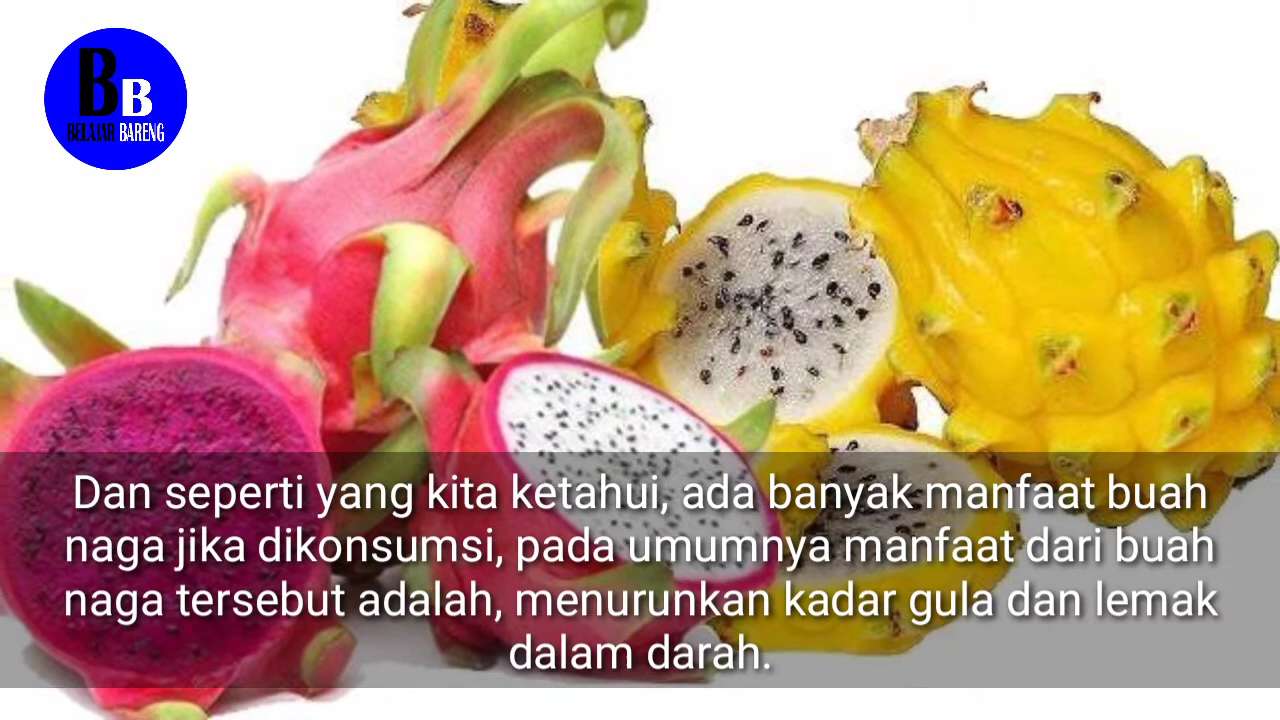 BB
BELAJAR BARENG
Dan seperti yang kita ketahui, ada banyak manfaat buah
naga jika dikonsumsi, pada umumnya manfaat dari buah
naga tersebut adalah, menurunkan kadar gula dan lemak
dalam darah.